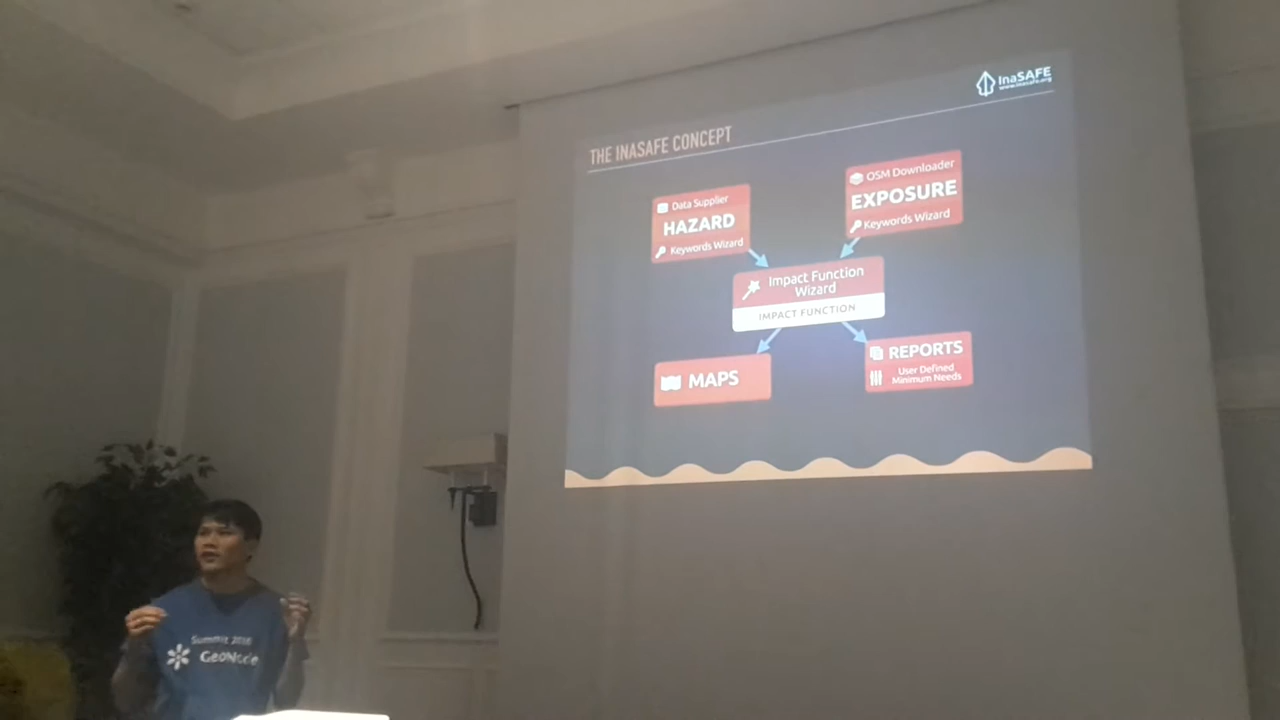 InaSAFE
www.inasafe.org
THE INASAFE CONCEPT
Data Supplier
HAZARD
Keywords Wizard
OSM Downloader
EXPOSURE
Keywords Wizard
Impact Function
Wizard
IMPACT FUNCTION
MAPS
REPORTS
User Defined
Minimum Needs
Summit 2016
GeoNode